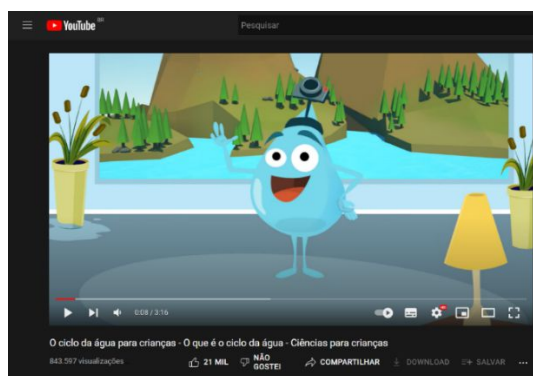 YouTube BR
Pesquisar
0:08 / 3:16
O ciclo da água para crianças - O que é o ciclo da água - Ciências para crianças
843.597 visualizações 21 MIL NÃO GOSTEI COMPARTILHAR DOWNLOAD SALVAR